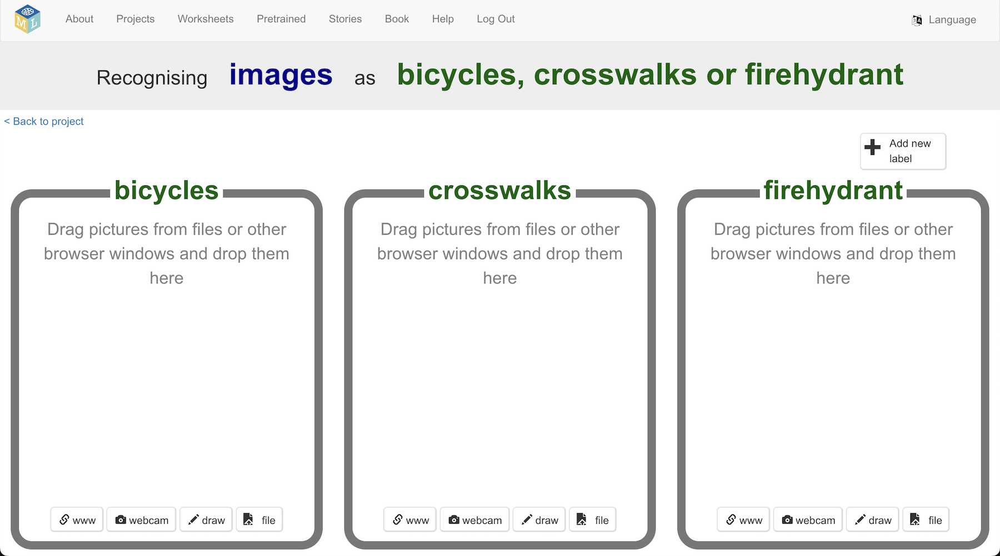 M L
About Projects Worksheets Pretrained Stories Book Help Log Out Language
Recognising images as bicycles, crosswalks or firehydrant
< Back to project
Add new
label
bicycles
Drag pictures from files or other
browser windows and drop them
here
www webcam draw file
crosswalks
Drag pictures from files or other
browser windows and drop them
here
www webcam draw file
firehydrant
Drag pictures from files or other
browser windows and drop them
here
www webcam draw file